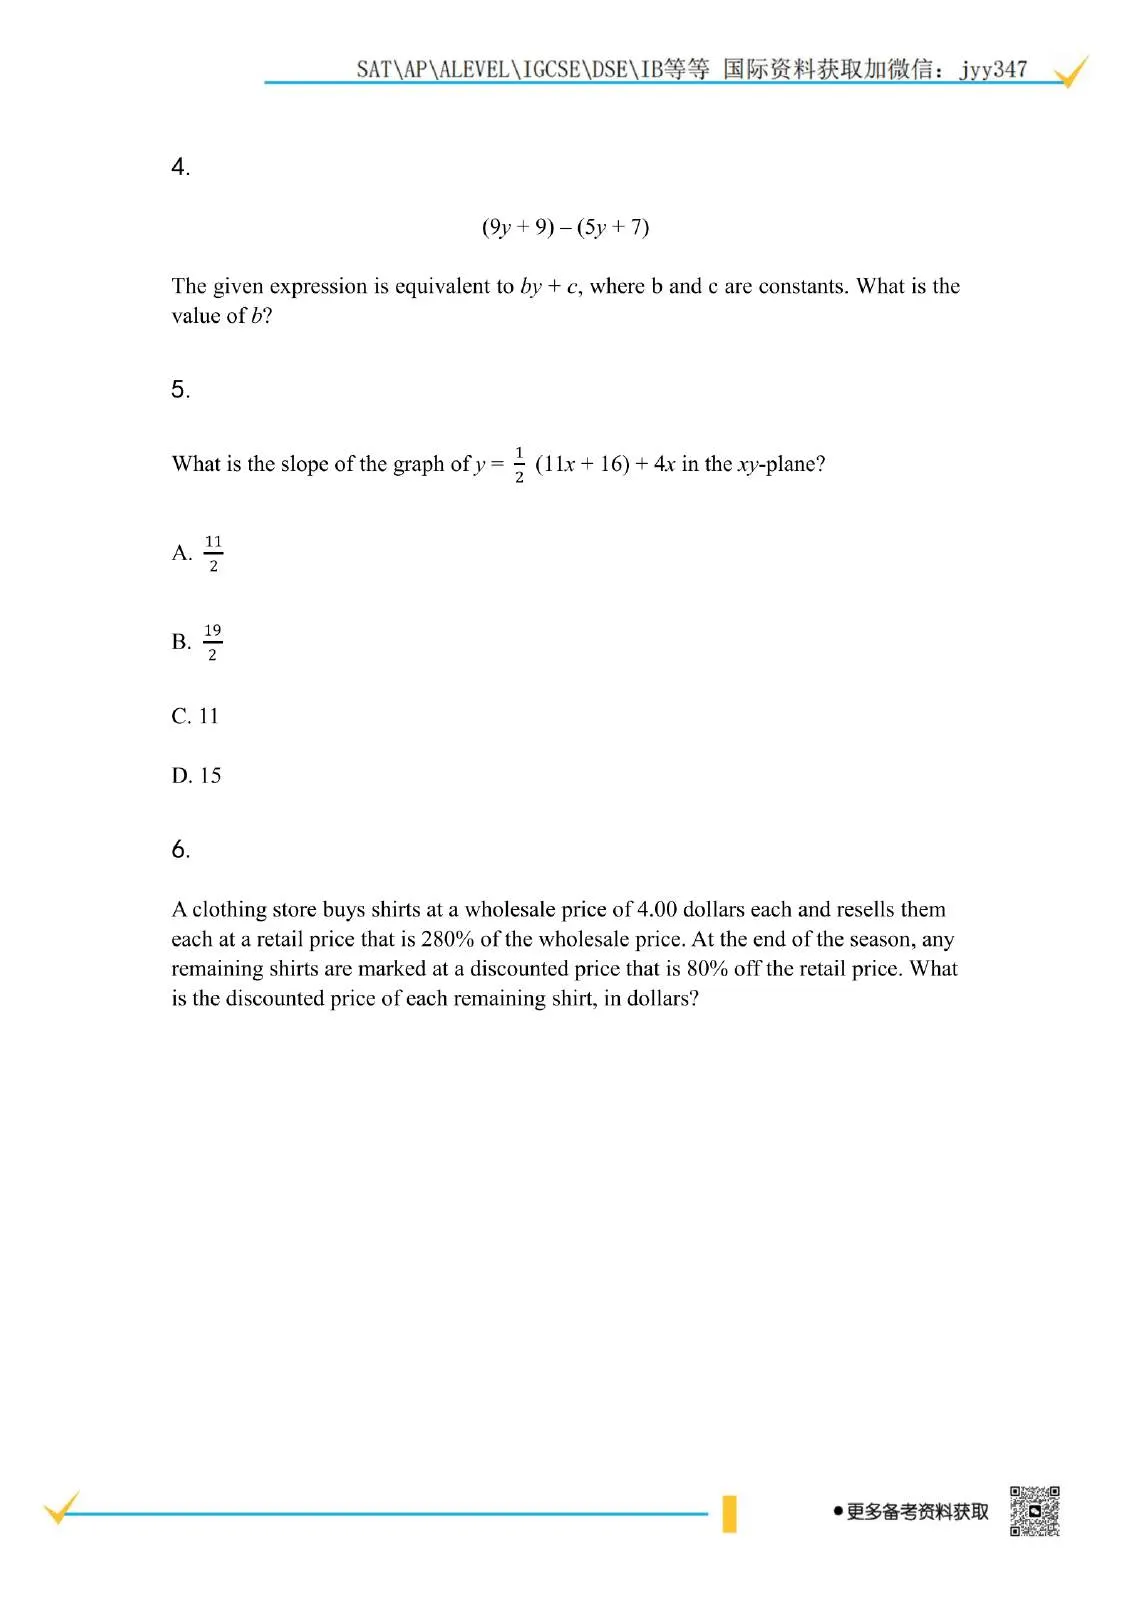 SAT\AP\ALEVEL\IGCSE\DSE\IB等等 国际资料获取加微信：jyy347
4.
(9y + 9) – (5y + 7)
The given expression is equivalent to by + c, where b and c are constants. What is the
value of b?
5.
What is the slope of the graph of y = 1/2 (11x + 16) + 4x in the xy-plane?
A. 11/2
B. 19/2
C. 11
D. 15
6.
A clothing store buys shirts at a wholesale price of 4.00 dollars each and resells them
each at a retail price that is 280% of the wholesale price. At the end of the season, any
remaining shirts are marked at a discounted price that is 80% off the retail price. What
is the discounted price of each remaining shirt, in dollars?
●更多备考资料获取